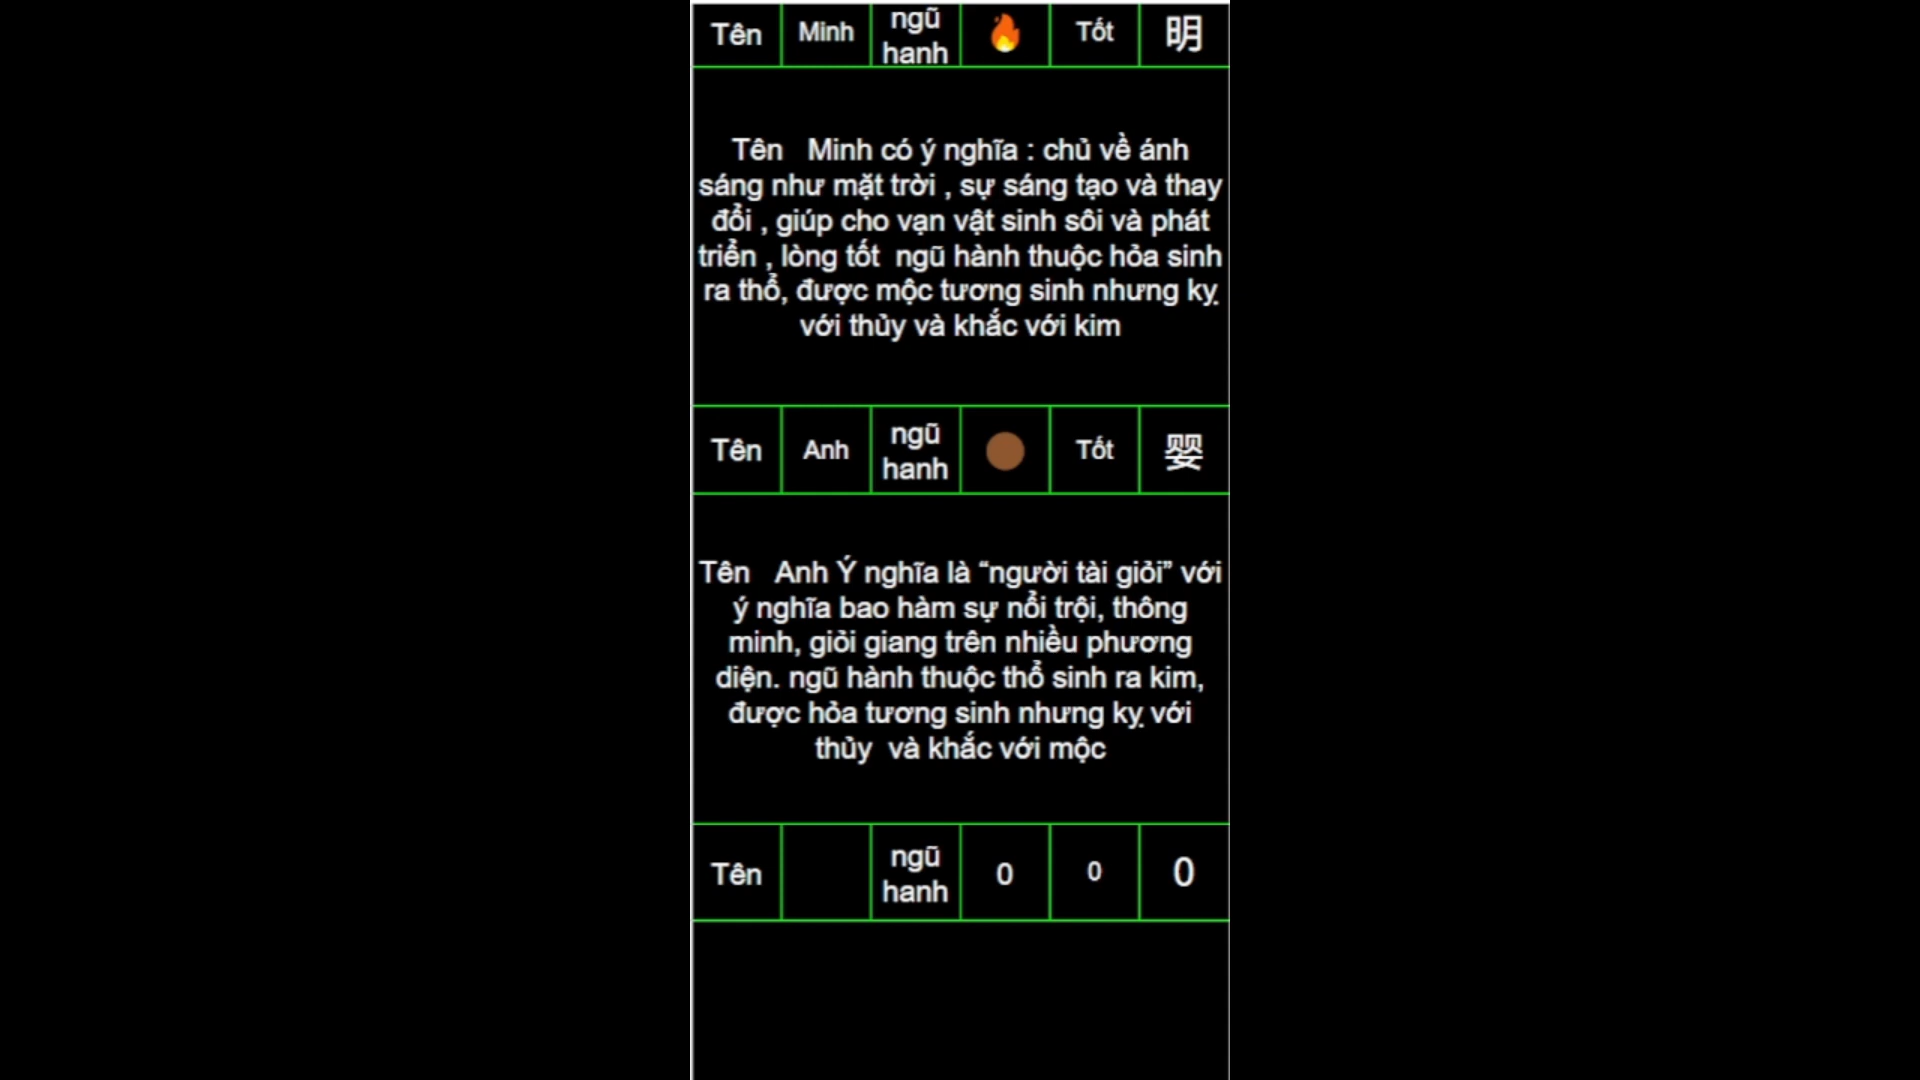 Tên Minh ngũ hanh 🔥 Tốt 明
Tên Minh có ý nghĩa : chủ về ánh
sáng như mặt trời , sự sáng tạo và thay
đổi , giúp cho vạn vật sinh sôi và phát
triển , lòng tốt ngũ hành thuộc hỏa sinh
ra thổ, được mộc tương sinh nhưng kỵ
với thủy và khắc với kim
Tên Anh ngũ hanh 🟤 Tốt 婴
Tên Anh Ý nghĩa là “người tài giỏi” với
ý nghĩa bao hàm sự nổi trội, thông
minh, giỏi giang trên nhiều phương
diện. ngũ hành thuộc thổ sinh ra kim,
được hỏa tương sinh nhưng kỵ với
thủy và khắc với mộc
Tên ngũ hanh 0 0 0